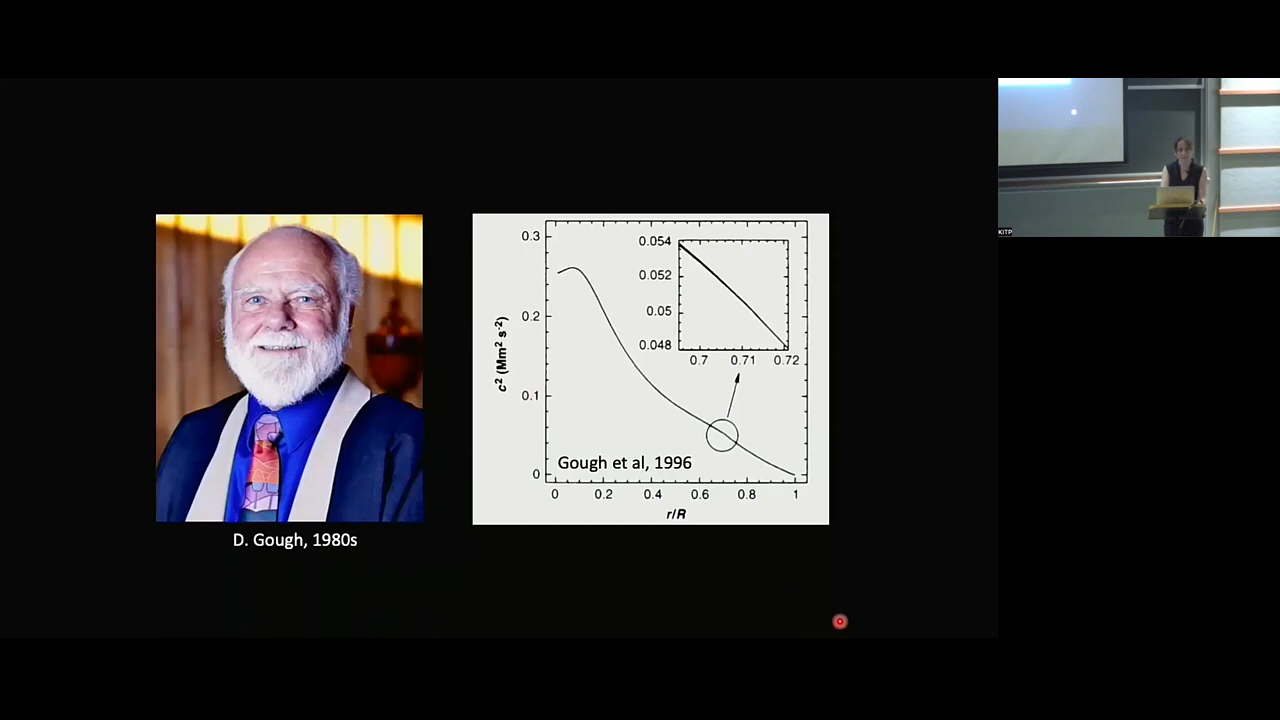 KITP
0.3
0.2
0.1
0
c² (Mm² s⁻²)
0.054
0.052
0.05
0.048
0.7 0.71 0.72
Gough et al, 1996
0 0.2 0.4 0.6 0.8 1
r/R
D. Gough, 1980s